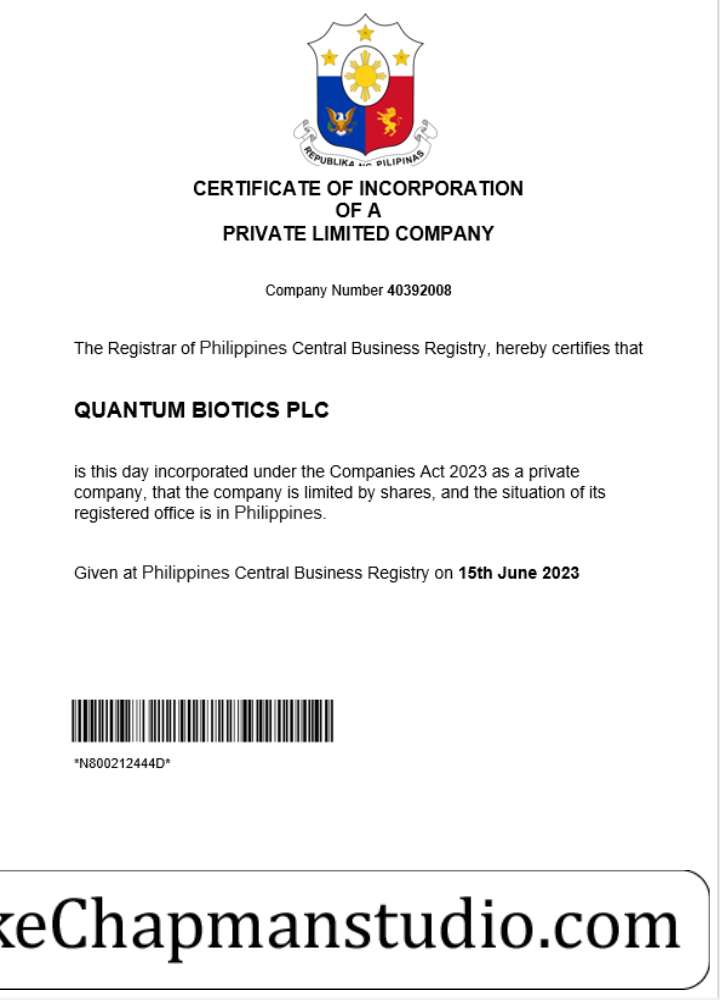 REPUBLIKA NG PILIPINAS
CERTIFICATE OF INCORPORATION
OF A
PRIVATE LIMITED COMPANY
Company Number 40392008
The Registrar of Philippines Central Business Registry, hereby certifies that
QUANTUM BIOTICS PLC
is this day incorporated under the Companies Act 2023 as a private
company, that the company is limited by shares, and the situation of its
registered office is in Philippines.
Given at Philippines Central Business Registry on 15th June 2023
*N800212444D*
keChapmanstudio.com